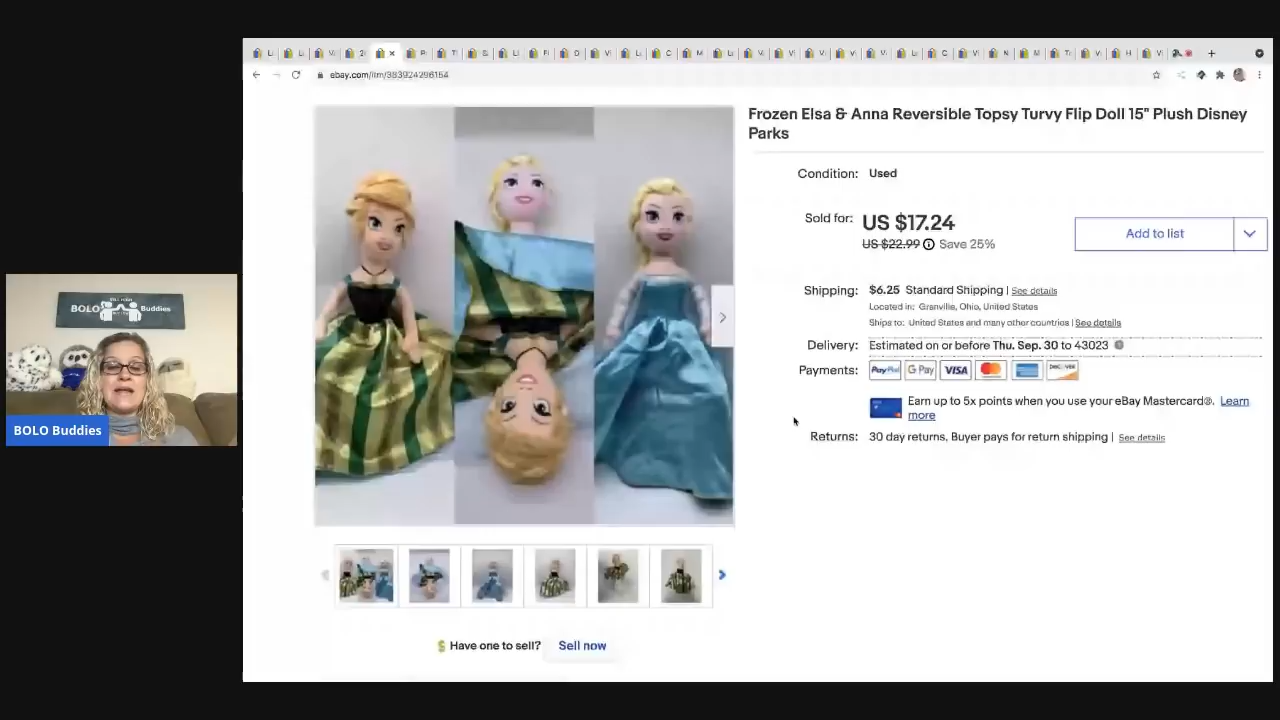 ebay.com/itm/383924296154
Frozen Elsa & Anna Reversible Topsy Turvy Flip Doll 15" Plush Disney
Parks
Condition: Used
Sold for: US $17.24
US $22.99 Save 25%
Add to list
Shipping: $6.25 Standard Shipping | See details
Located in: Granville, Ohio, United States
Ships to: United States and many other countries | See details
Delivery: Estimated on or before Thu. Sep. 30 to 43023
Payments: PayPal G Pay VISA DISCOVER
Earn up to 5x points when you use your eBay Mastercard®. Learn
more
Returns: 30 day returns, Buyer pays for return shipping | See details
Have one to sell? Sell now
BOLO Buddies
BOLO Buddies